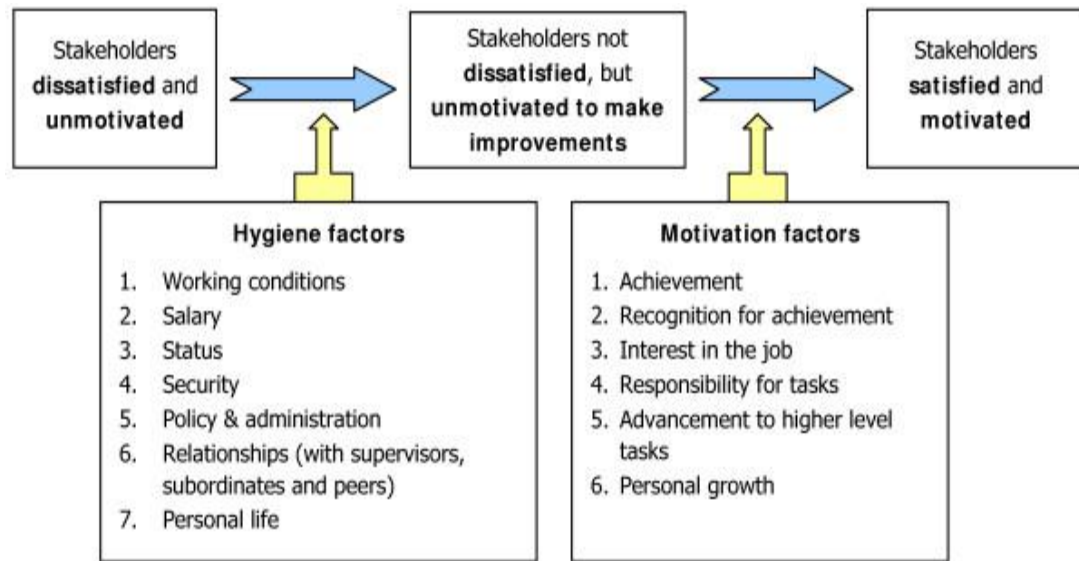 Stakeholders
dissatisfied and
unmotivated
Stakeholders not
dissatisfied, but
unmotivated to make
improvements
Stakeholders
satisfied and
motivated
Hygiene factors
1. Working conditions
2. Salary
3. Status
4. Security
5. Policy & administration
6. Relationships (with supervisors,
subordinates and peers)
7. Personal life
Motivation factors
1. Achievement
2. Recognition for achievement
3. Interest in the job
4. Responsibility for tasks
5. Advancement to higher level
tasks
6. Personal growth